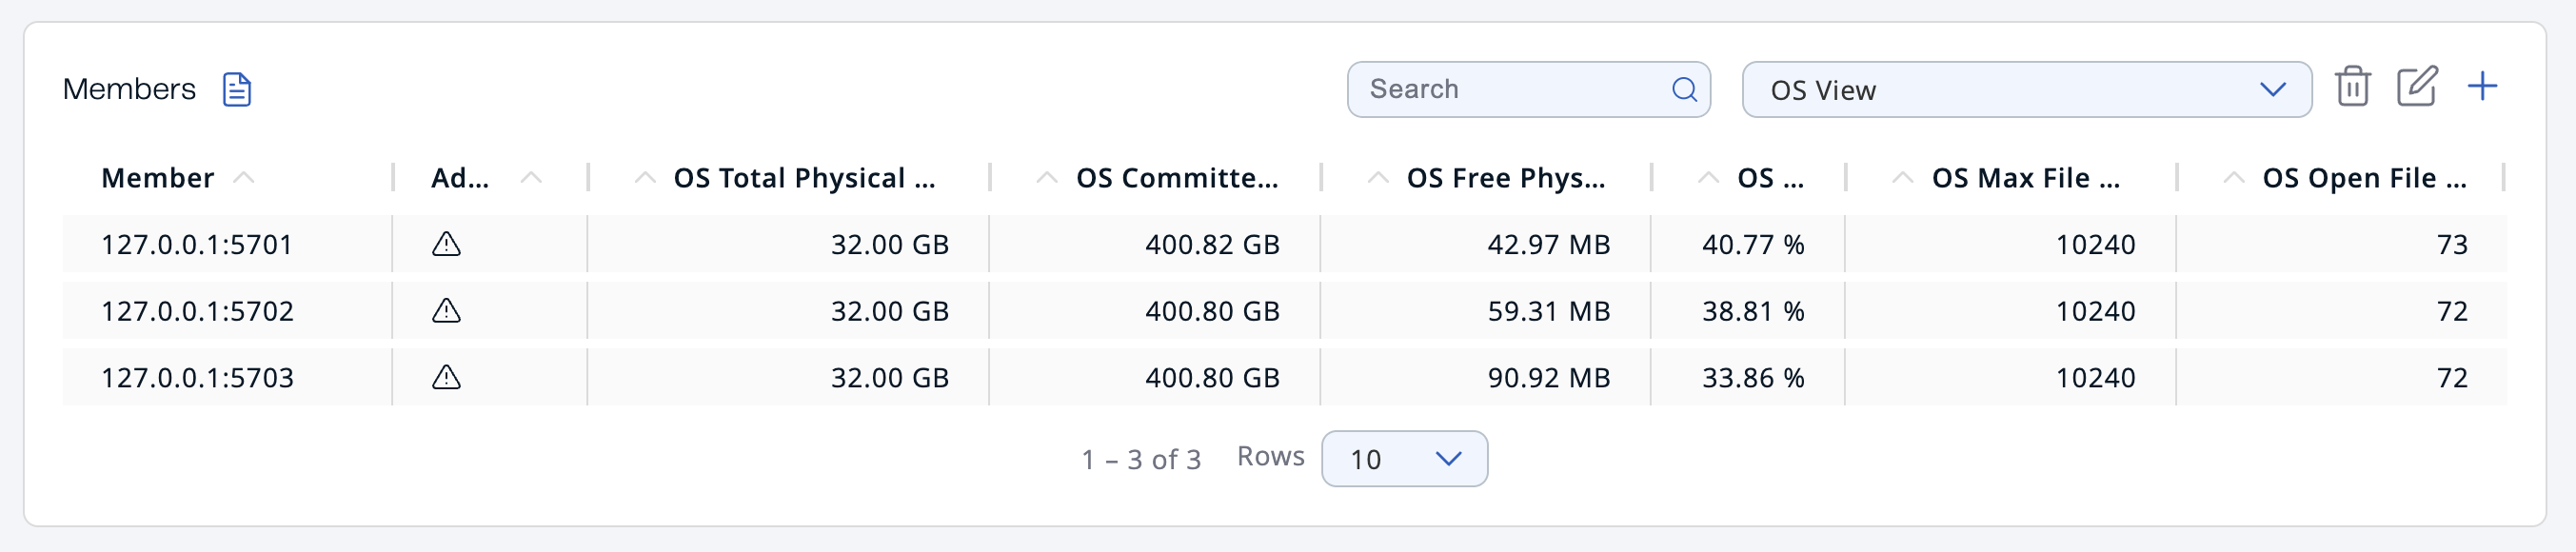 Members Search OS View
Member Ad... OS Total Physical ... OS Committe... OS Free Phys... OS ... OS Max File ... OS Open File ...
127.0.0.1:5701 32.00 GB 400.82 GB 42.97 MB 40.77 % 10240 73
127.0.0.1:5702 32.00 GB 400.80 GB 59.31 MB 38.81 % 10240 72
127.0.0.1:5703 32.00 GB 400.80 GB 90.92 MB 33.86 % 10240 72
1 – 3 of 3 Rows 10